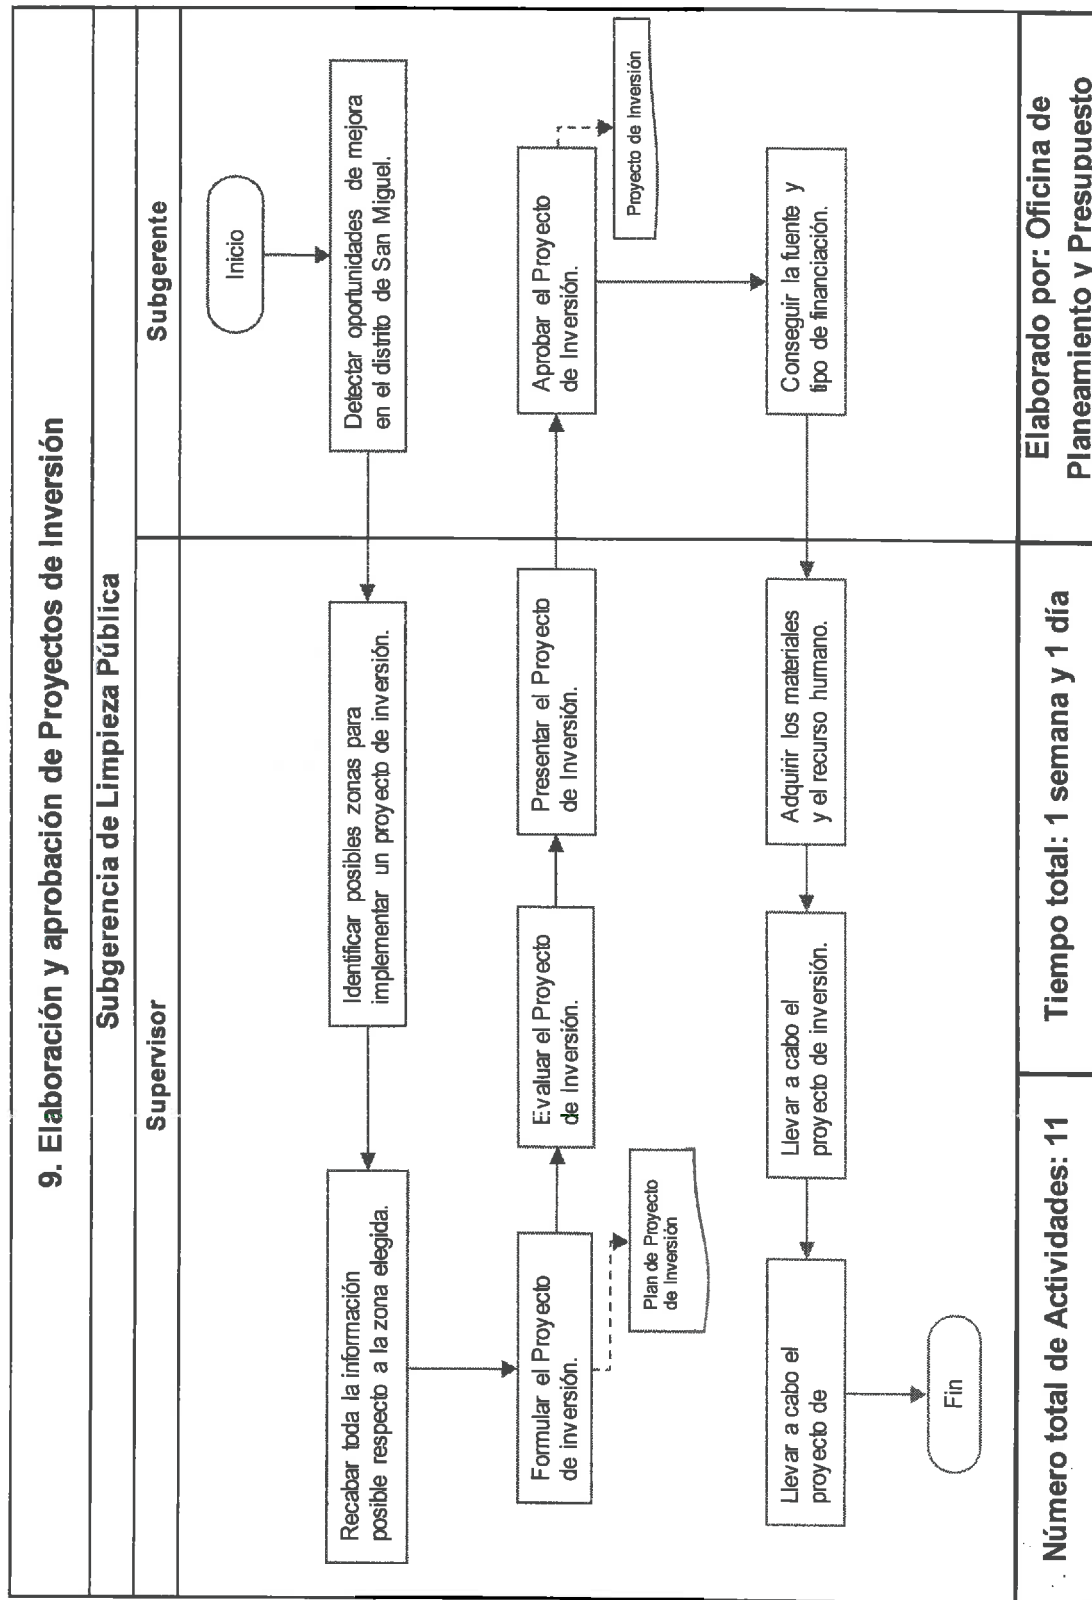 9. Elaboración y aprobación de Proyectos de Inversión
Subgerencia de Limpieza Pública
Supervisor
Subgerente
Inicio
Detectar oportunidades de mejora
en el distrito de San Miguel.
Identificar posibles zonas para
implementar un proyecto de inversión.
Recabar toda la información
posible respecto a la zona elegida.
Formular el Proyecto
de inversión.
Plan de Proyecto
de Inversión
Evaluar el Proyecto
de Inversión.
Presentar el Proyecto
de Inversión.
Aprobar el Proyecto
de Inversión.
Proyecto de Inversión
Conseguir la fuente y
tipo de financiación.
Adquirir los materiales
y el recurso humano.
Llevar a cabo el
proyecto de inversión.
Llevar a cabo el
proyecto de
Fin
Número total de Actividades: 11
Tiempo total: 1 semana y 1 día
Elaborado por: Oficina de
Planeamiento y Presupuesto